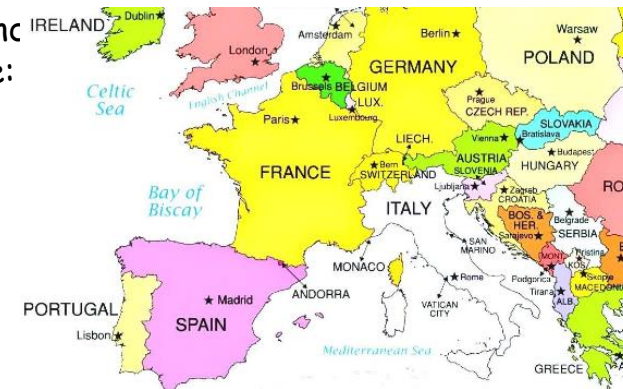 IRELAND
Dublin
London
Amsterdam
Berlin
Warsaw
POLAND
GERMANY
Celtic
Sea
English Channel
Brussels
BELGIUM
LUX.
Luxembourg
Prague
CZECH REP.
SLOVAKIA
Bratislava
Vienna
Paris
LIECH.
AUSTRIA
Budapest
HUNGARY
Bern
SWITZERLAND
SLOVENIA
Ljubljana
Zagreb
CROATIA
FRANCE
Bay of
Biscay
ITALY
BOS. &
HER.
Sarajevo
Belgrade
SERBIA
SAN
MARINO
MONT.
Pristina
KOS.
Skopje
Podgorica
Tirana
ALB.
MONACO
ANDORRA
Rome
VATICAN
CITY
PORTUGAL
Lisbon
Madrid
SPAIN
Mediterranean Sea
GREECE